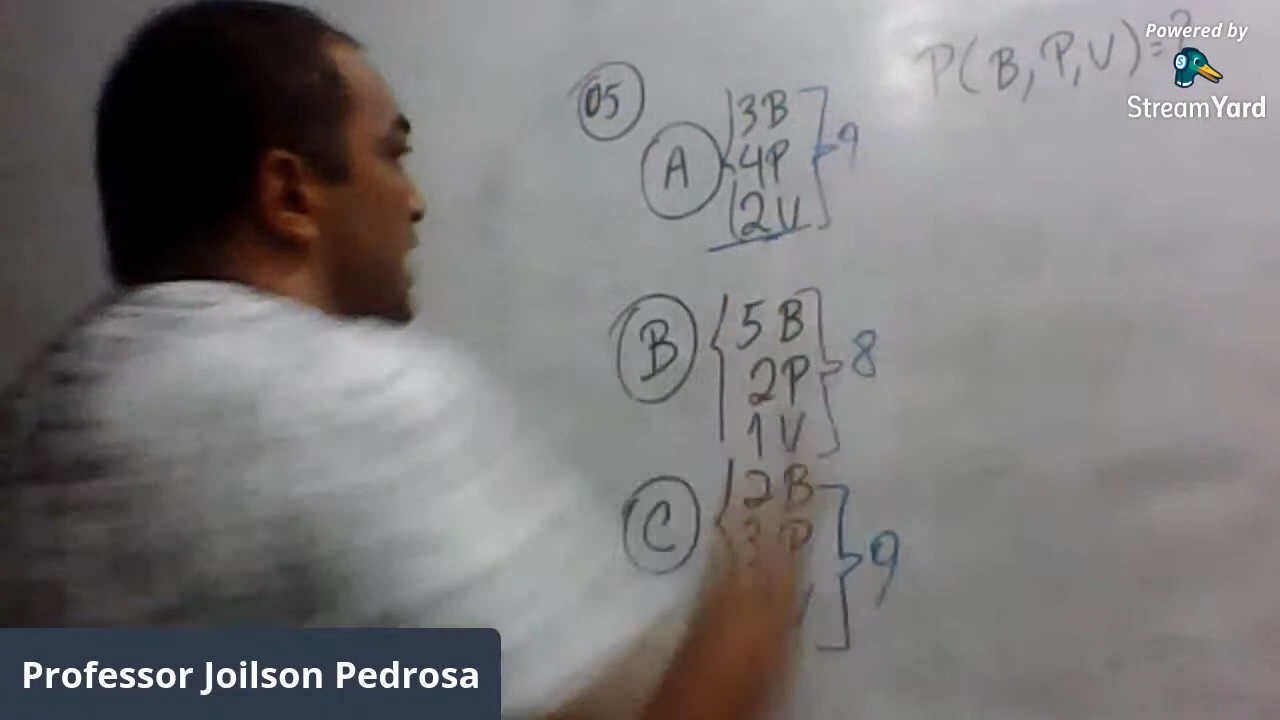 Powered by
StreamYard
P(B, P, V) = ?
05
A
3B
4P
2V
9
B
5B
2P
1V
8
C
2B
9
Professor Joilson Pedrosa